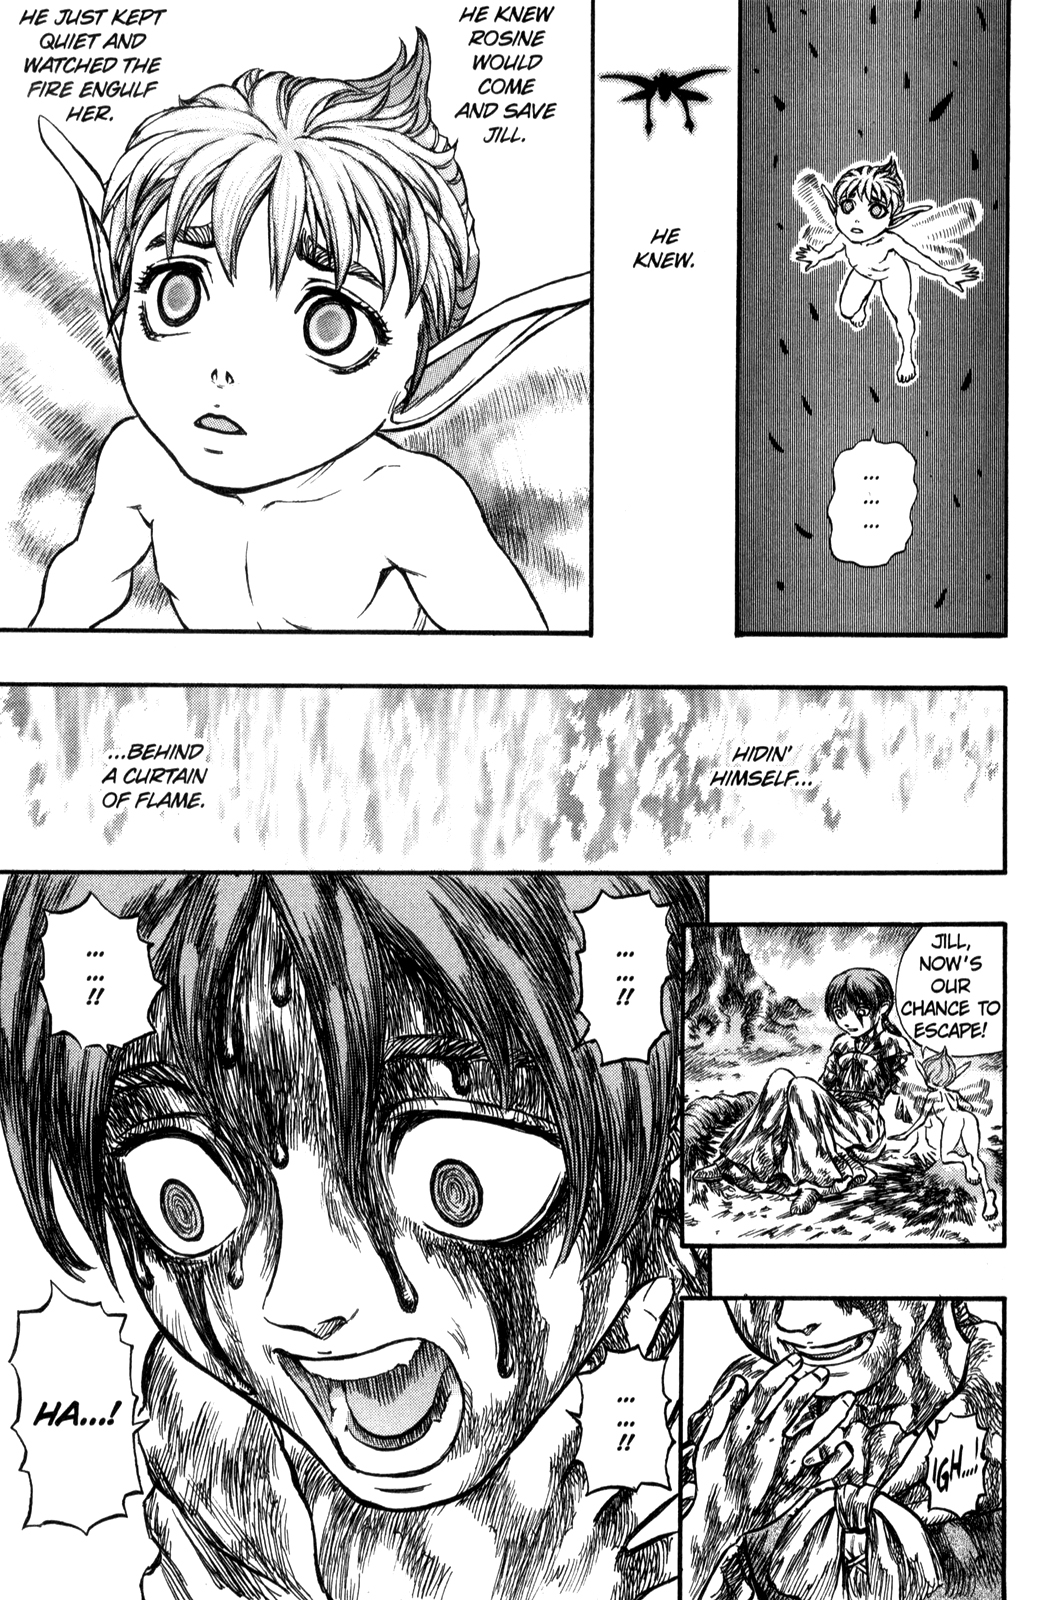 ...
...
...
HE
KNEW.
HE KNEW
ROSINE
WOULD
COME
AND SAVE
JILL.
HE JUST KEPT
QUIET AND
WATCHED THE
FIRE ENGULF
HER.
HIDIN'
HIMSELF...
...BEHIND
A CURTAIN
OF FLAME.
JILL,
NOW'S
OUR
CHANCE TO
ESCAPE!
IGH...!
...
...
!!
...
...
!!
...
...
!!
HA...!